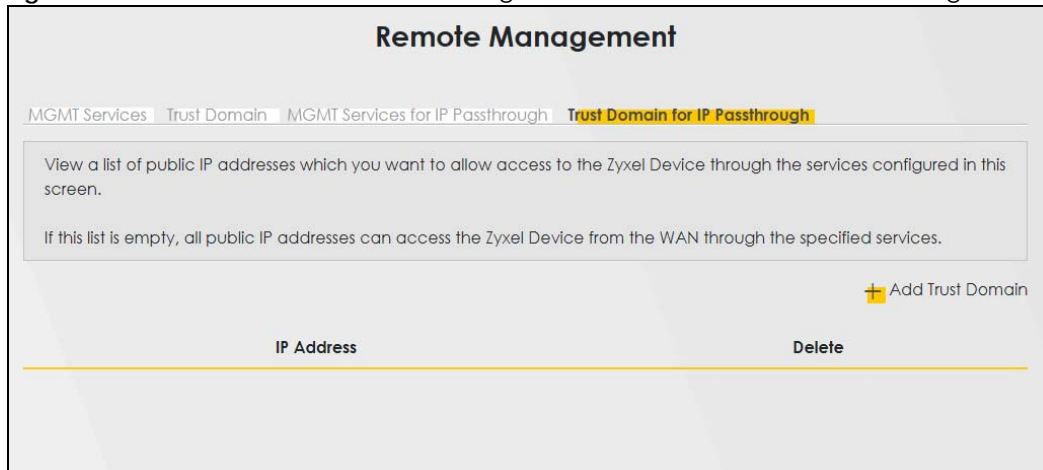 Remote Management
MGMT Services Trust Domain MGMT Services for IP Passthrough Trust Domain for IP Passthrough
View a list of public IP addresses which you want to allow access to the Zyxel Device through the services configured in this
screen.
If this list is empty, all public IP addresses can access the Zyxel Device from the WAN through the specified services.
+ Add Trust Domain
IP Address Delete